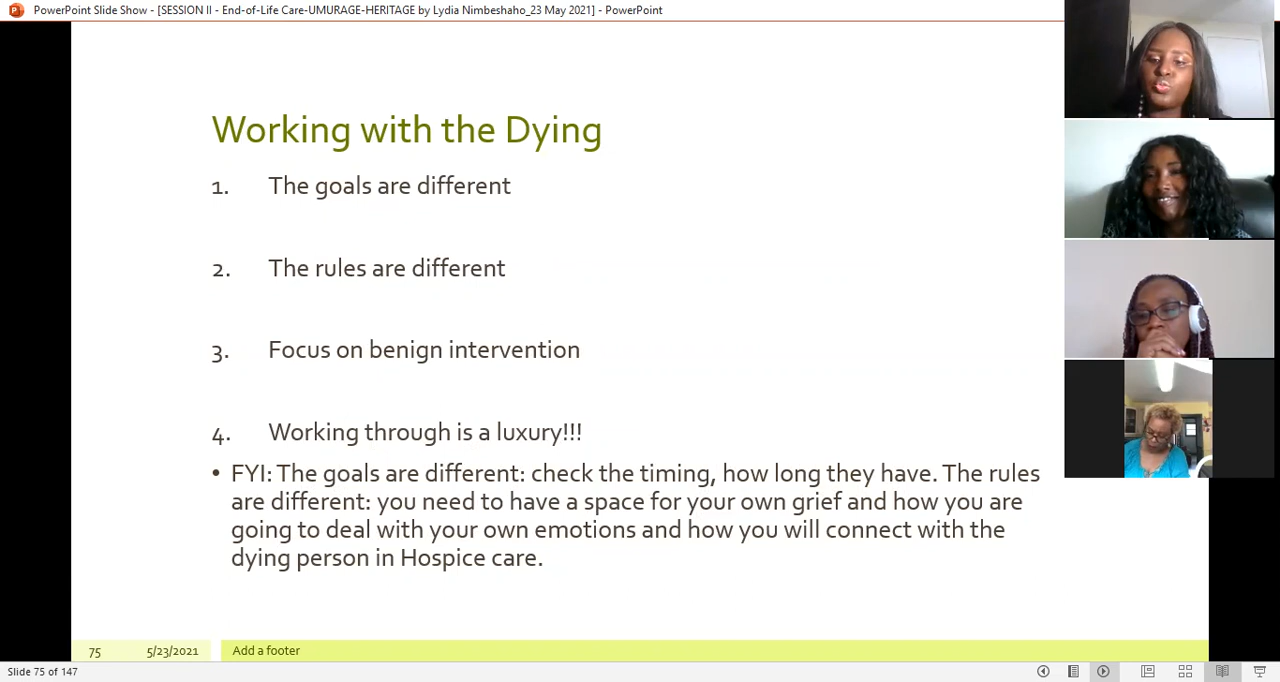 PowerPoint Slide Show - [SESSION II - End-of-Life Care-UMURAGE-HERITAGE by Lydia Nimbeshaho_23 May 2021] - PowerPoint
Working with the Dying
1. The goals are different
2. The rules are different
3. Focus on benign intervention
4. Working through is a luxury!!!
• FYI: The goals are different: check the timing, how long they have. The rules
are different: you need to have a space for your own grief and how you are
going to deal with your own emotions and how you will connect with the
dying person in Hospice care.
75 5/23/2021 Add a footer
Slide 75 of 147